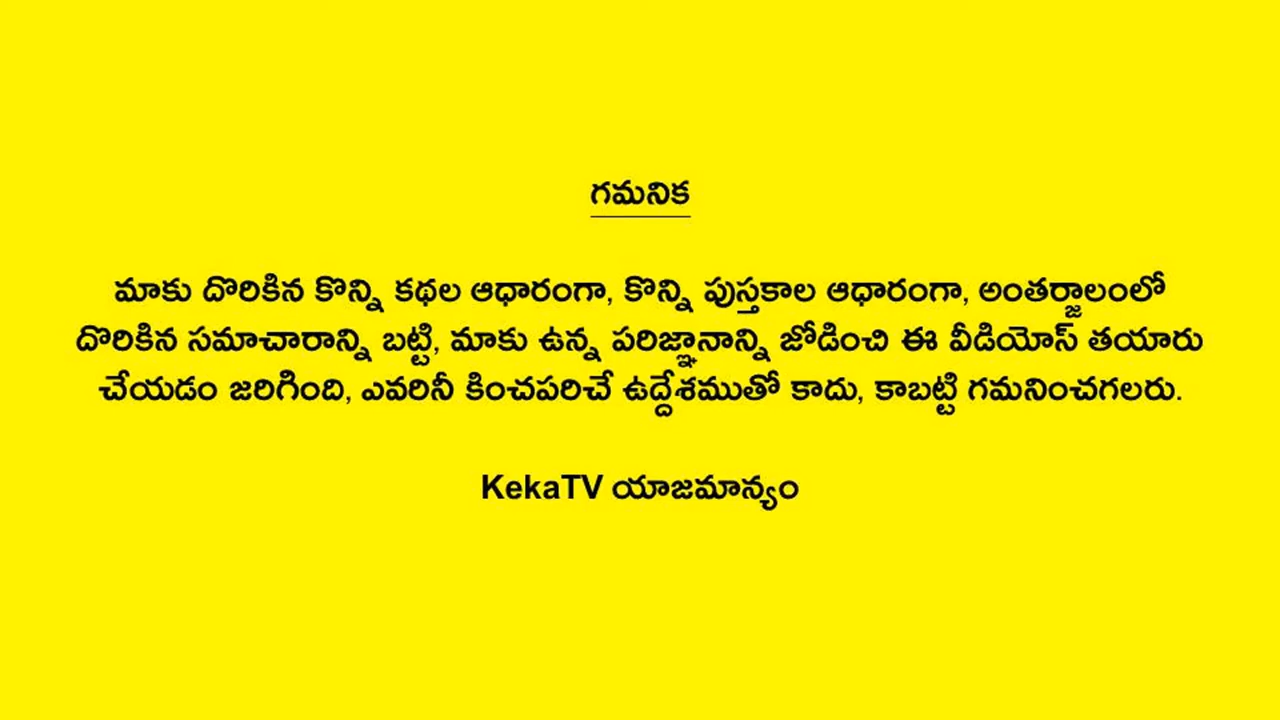 గమనిక
మాకు దొరికిన కొన్ని కథల ఆధారంగా, కొన్ని పుస్తకాల ఆధారంగా, అంతర్జాలంలో
దొరికిన సమాచారాన్ని బట్టి, మాకు ఉన్న పరిజ్ఞానాన్ని జోడించి ఈ వీడియోస్ తయారు
చేయడం జరిగింది, ఎవరినీ కించపరిచే ఉద్దేశముతో కాదు, కాబట్టి గమనించగలరు.
KekaTV యాజమాన్యం